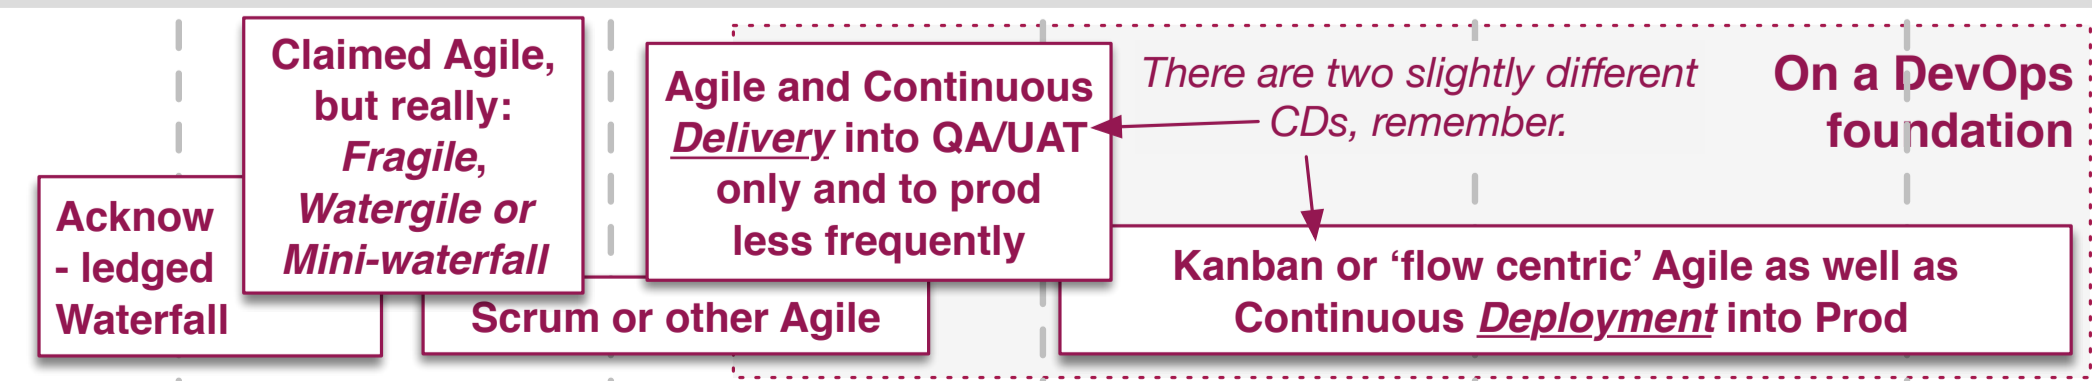 Acknow
- ledged
Waterfall
Claimed Agile,
but really:
Fragile,
Watergile or
Mini-waterfall
Scrum or other Agile
Agile and Continuous
Delivery into QA/UAT
only and to prod
less frequently
There are two slightly different
CDs, remember.
On a DevOps
foundation
Kanban or ‘flow centric’ Agile as well as
Continuous Deployment into Prod